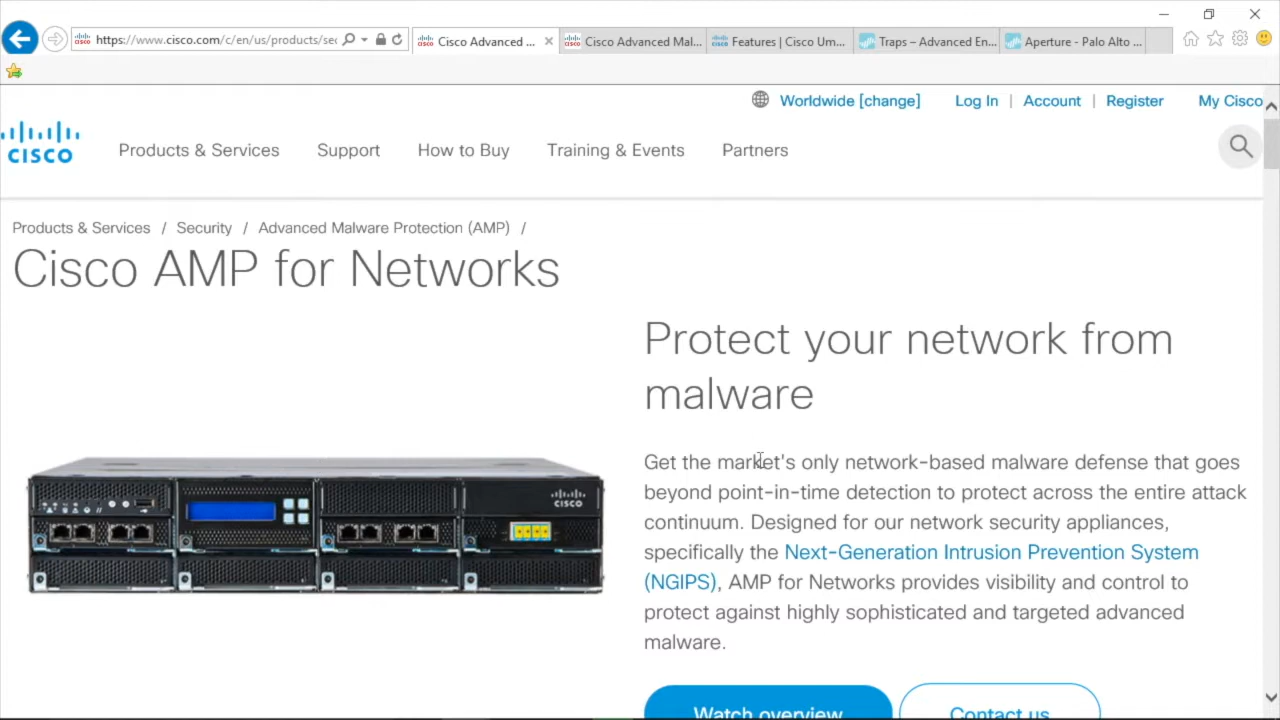 https://www.cisco.com/c/en/us/products/sec
Cisco Advanced ...
Cisco Advanced Mal...
Features | Cisco Um...
Traps – Advanced En...
Aperture - Palo Alto ...
Worldwide [change]
Log In | Account | Register
My Cisco
CISCO
Products & Services
Support
How to Buy
Training & Events
Partners
Products & Services / Security / Advanced Malware Protection (AMP) /
Cisco AMP for Networks
Protect your network from
malware
Get the market's only network-based malware defense that goes
beyond point-in-time detection to protect across the entire attack
continuum. Designed for our network security appliances,
specifically the Next-Generation Intrusion Prevention System
(NGIPS), AMP for Networks provides visibility and control to
protect against highly sophisticated and targeted advanced
malware.
CISCO
Watch overview
Contact us